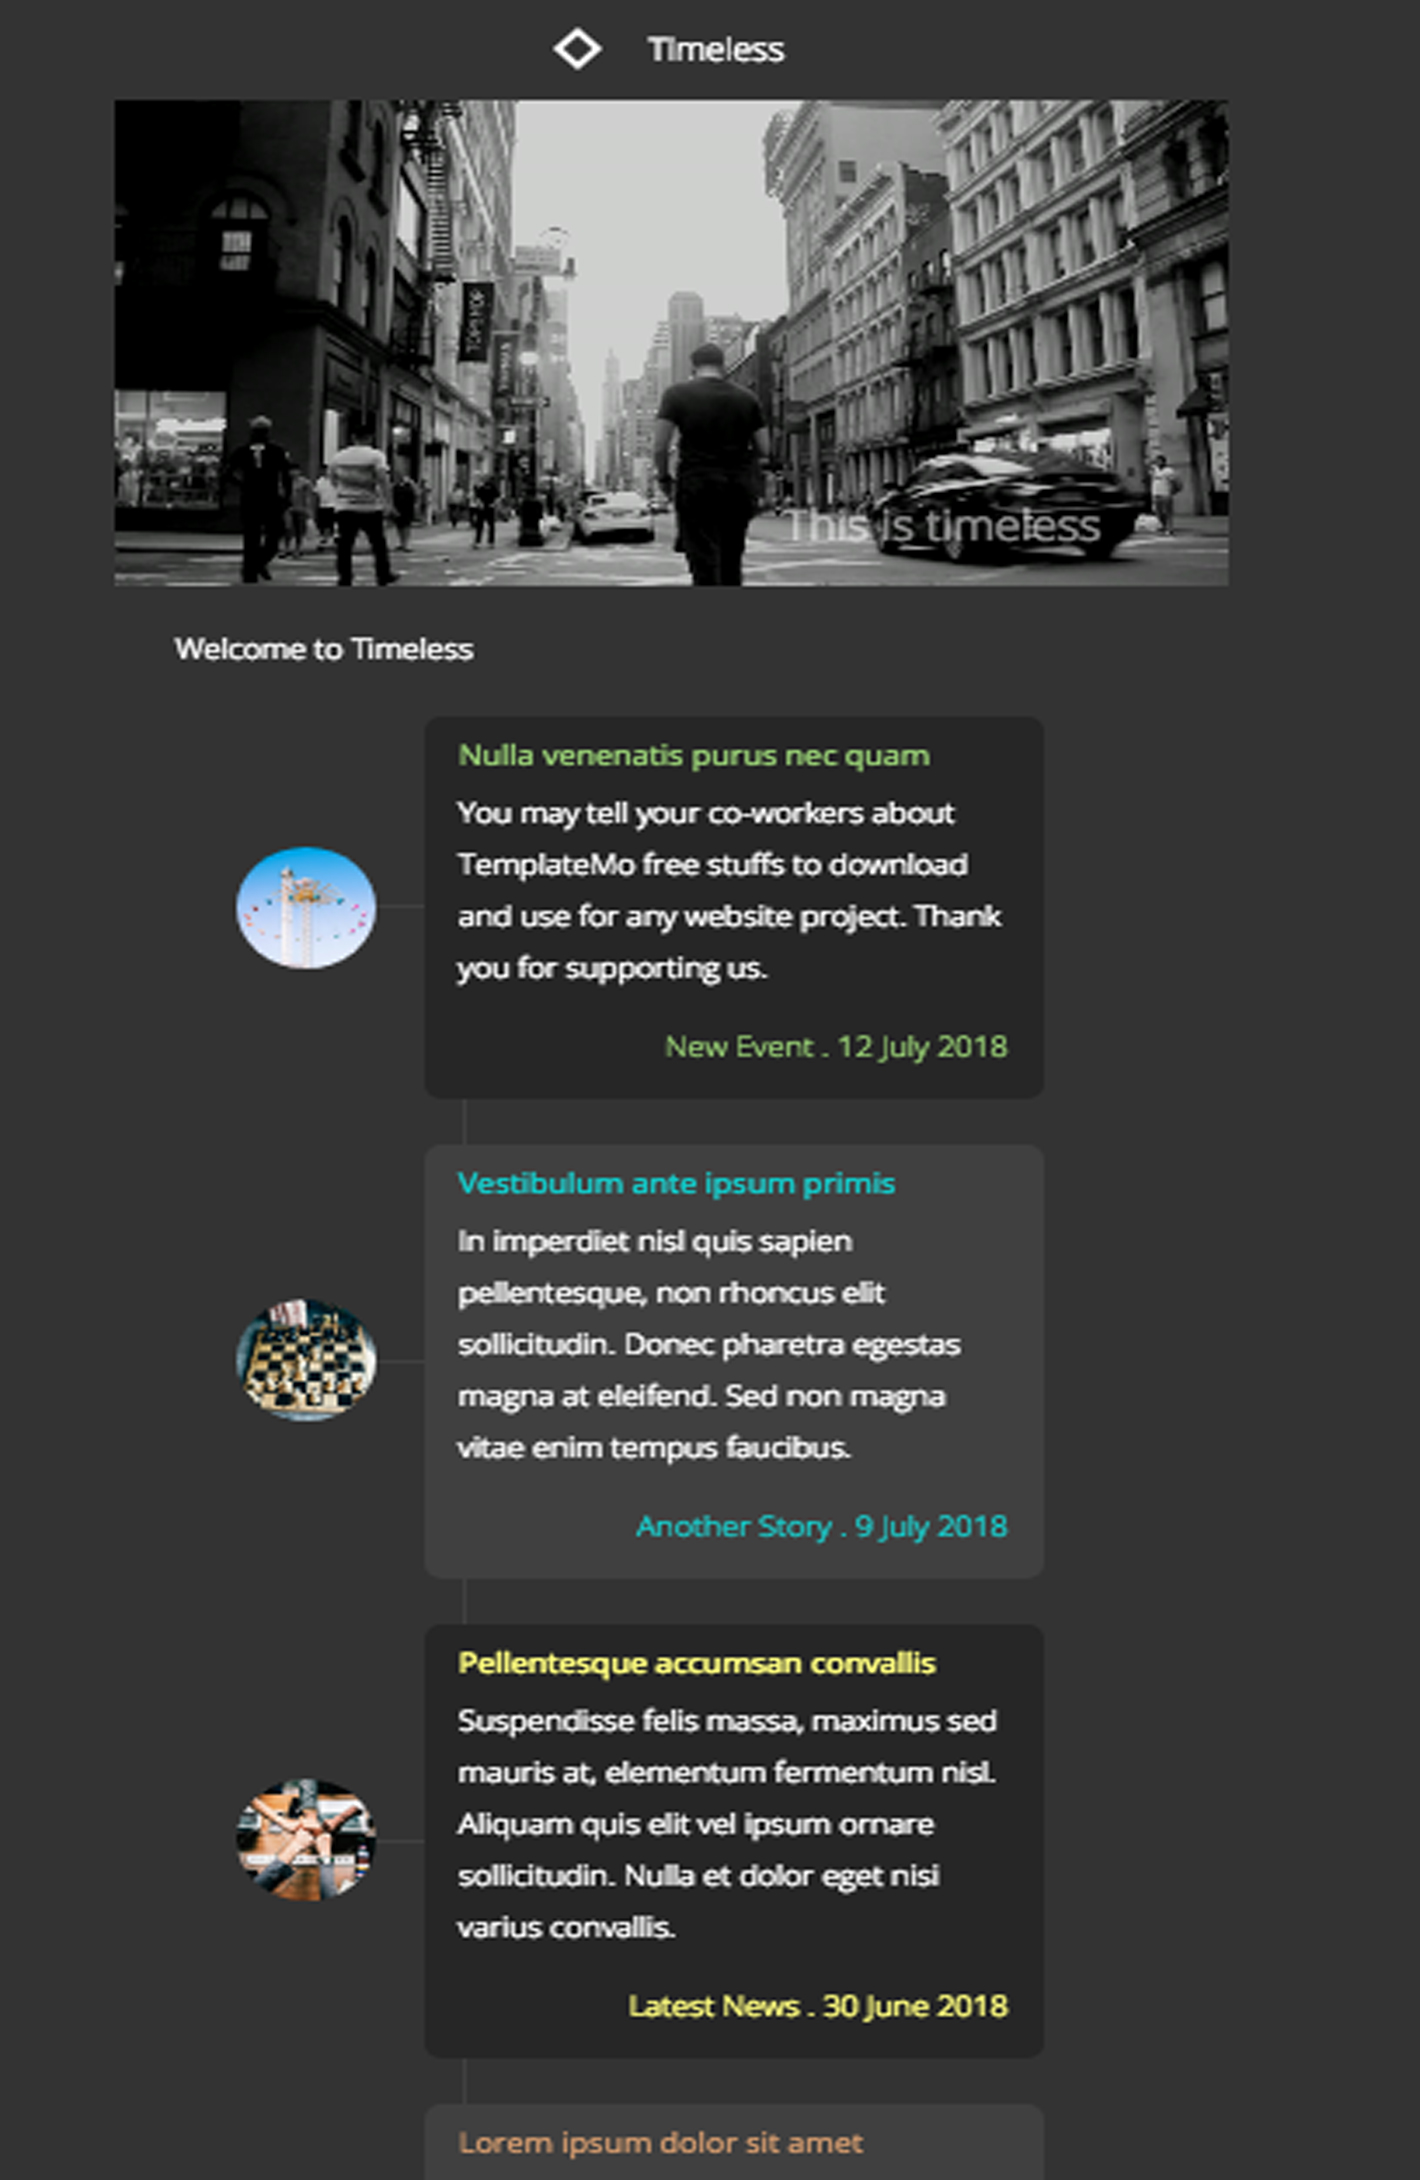 Timeless
TOPSHOP
This is timeless
Welcome to Timeless
Nulla venenatis purus nec quam
You may tell your co-workers about
TemplateMo free stuffs to download
and use for any website project. Thank
you for supporting us.
New Event . 12 July 2018
Vestibulum ante ipsum primis
In imperdiet nisl quis sapien
pellentesque, non rhoncus elit
sollicitudin. Donec pharetra egestas
magna at eleifend. Sed non magna
vitae enim tempus faucibus.
Another Story . 9 July 2018
Pellentesque accumsan convallis
Suspendisse felis massa, maximus sed
mauris at, elementum fermentum nisl.
Aliquam quis elit vel ipsum ornare
sollicitudin. Nulla et dolor eget nisi
varius convallis.
Latest News . 30 June 2018
Lorem ipsum dolor sit amet